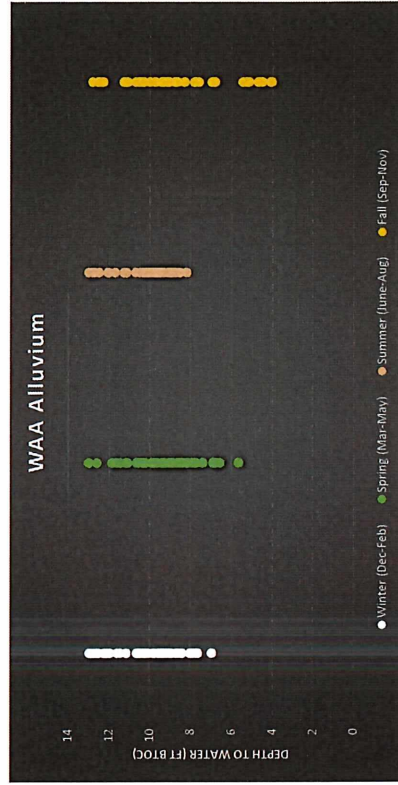 WAA Alluvium
DEPTH TO WATER (FT BTOC)
14
12
10
8
6
4
2
0
Winter (Dec-Feb)
Spring (Mar-May)
Summer (June-Aug)
Fall (Sep-Nov)